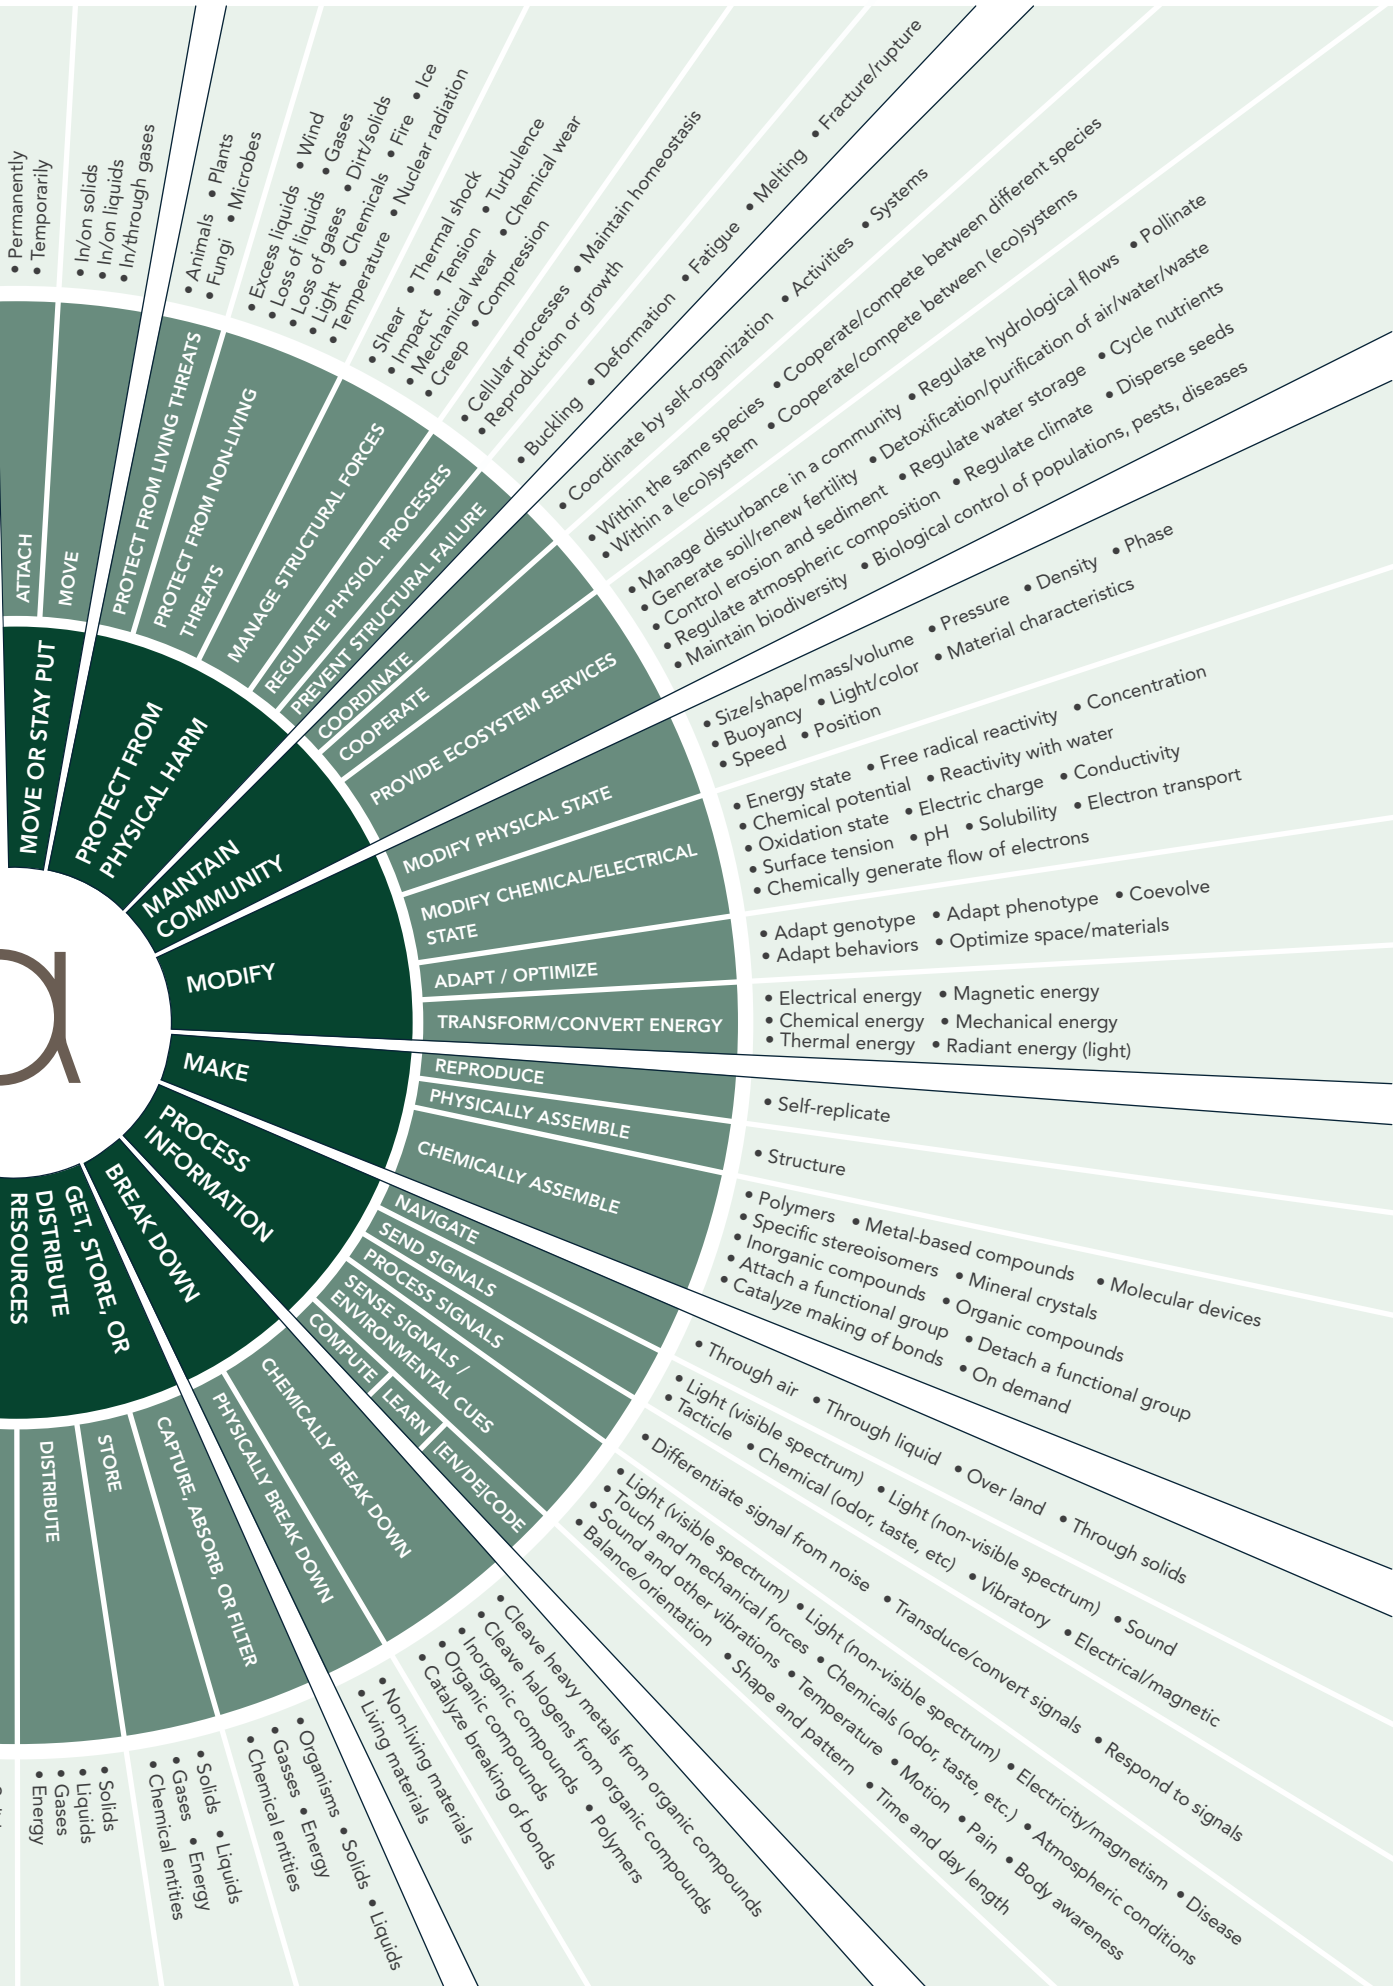 MOVE OR STAY PUT
ATTACH
• Permanently
• Temporarily
MOVE
• In/on solids
• In/on liquids
• In/through gases
PROTECT FROM
PHYSICAL HARM
PROTECT FROM LIVING THREATS
• Animals • Plants
• Fungi • Microbes
PROTECT FROM NON-LIVING
THREATS
• Excess liquids • Wind
• Loss of liquids • Gases
• Loss of gases • Dirt/solids
• Light • Chemicals • Fire • Ice
• Temperature • Nuclear radiation
MANAGE STRUCTURAL FORCES
• Shear • Thermal shock
• Impact • Tension • Turbulence
• Mechanical wear • Chemical wear
• Creep • Compression
REGULATE PHYSIOL. PROCESSES
• Cellular processes • Maintain homeostasis
• Reproduction or growth
PREVENT STRUCTURAL FAILURE
• Buckling • Deformation • Fatigue • Melting • Fracture/rupture
MAINTAIN
COMMUNITY
COORDINATE
• Coordinate by self-organization • Activities • Systems
COOPERATE
• Within the same species • Cooperate/compete between different species
• Within a (eco)system • Cooperate/compete between (eco)systems
PROVIDE ECOSYSTEM SERVICES
• Manage disturbance in a community • Regulate hydrological flows • Pollinate
• Generate soil/renew fertility • Detoxification/purification of air/water/waste
• Control erosion and sediment • Regulate water storage • Cycle nutrients
• Regulate atmospheric composition • Regulate climate • Disperse seeds
• Maintain biodiversity • Biological control of populations, pests, diseases
MODIFY
MODIFY PHYSICAL STATE
• Size/shape/mass/volume • Pressure • Density • Phase
• Buoyancy • Light/color • Material characteristics
• Speed • Position
MODIFY CHEMICAL/ELECTRICAL
STATE
• Energy state • Free radical reactivity • Concentration
• Chemical potential • Reactivity with water
• Oxidation state • Electric charge • Conductivity
• Surface tension • pH • Solubility • Electron transport
• Chemically generate flow of electrons
ADAPT / OPTIMIZE
• Adapt genotype • Adapt phenotype • Coevolve
• Adapt behaviors • Optimize space/materials
TRANSFORM/CONVERT ENERGY
• Electrical energy • Magnetic energy
• Chemical energy • Mechanical energy
• Thermal energy • Radiant energy (light)
MAKE
REPRODUCE
• Self-replicate
PHYSICALLY ASSEMBLE
• Structure
CHEMICALLY ASSEMBLE
• Polymers • Metal-based compounds • Molecular devices
• Specific stereoisomers • Mineral crystals
• Inorganic compounds • Organic compounds
• Attach a functional group • Detach a functional group
• Catalyze making of bonds • On demand
PROCESS
INFORMATION
NAVIGATE
• Through air • Through liquid • Over land • Through solids
SEND SIGNALS
• Light (visible spectrum) • Light (non-visible spectrum) • Sound
• Tacticle • Chemical (odor, taste, etc) • Vibratory • Electrical/magnetic
PROCESS SIGNALS
• Differentiate signal from noise • Transduce/convert signals • Respond to signals
SENSE SIGNALS /
ENVIRONMENTAL CUES
• Light (visible spectrum) • Light (non-visible spectrum) • Electricity/magnetism • Disease
• Touch and mechanical forces • Chemicals (odor, taste, etc.) • Atmospheric conditions
• Sound and other vibrations • Temperature • Motion • Pain • Body awareness
• Balance/orientation • Shape and pattern • Time and day length
COMPUTE
LEARN
[EN/DE]CODE
BREAK DOWN
CHEMICALLY BREAK DOWN
• Cleave heavy metals from organic compounds
• Cleave halogens from organic compounds
• Inorganic compounds • Polymers
• Organic compounds
• Catalyze breaking of bonds
PHYSICALLY BREAK DOWN
• Non-living materials
• Living materials
GET, STORE, OR
DISTRIBUTE
RESOURCES
CAPTURE, ABSORB, OR FILTER
• Organisms • Solids • Liquids
• Gasses • Energy
• Chemical entities
STORE
• Solids • Liquids
• Gases • Energy
• Chemical entities
DISTRIBUTE
• Solids
• Liquids
• Gases
• Energy